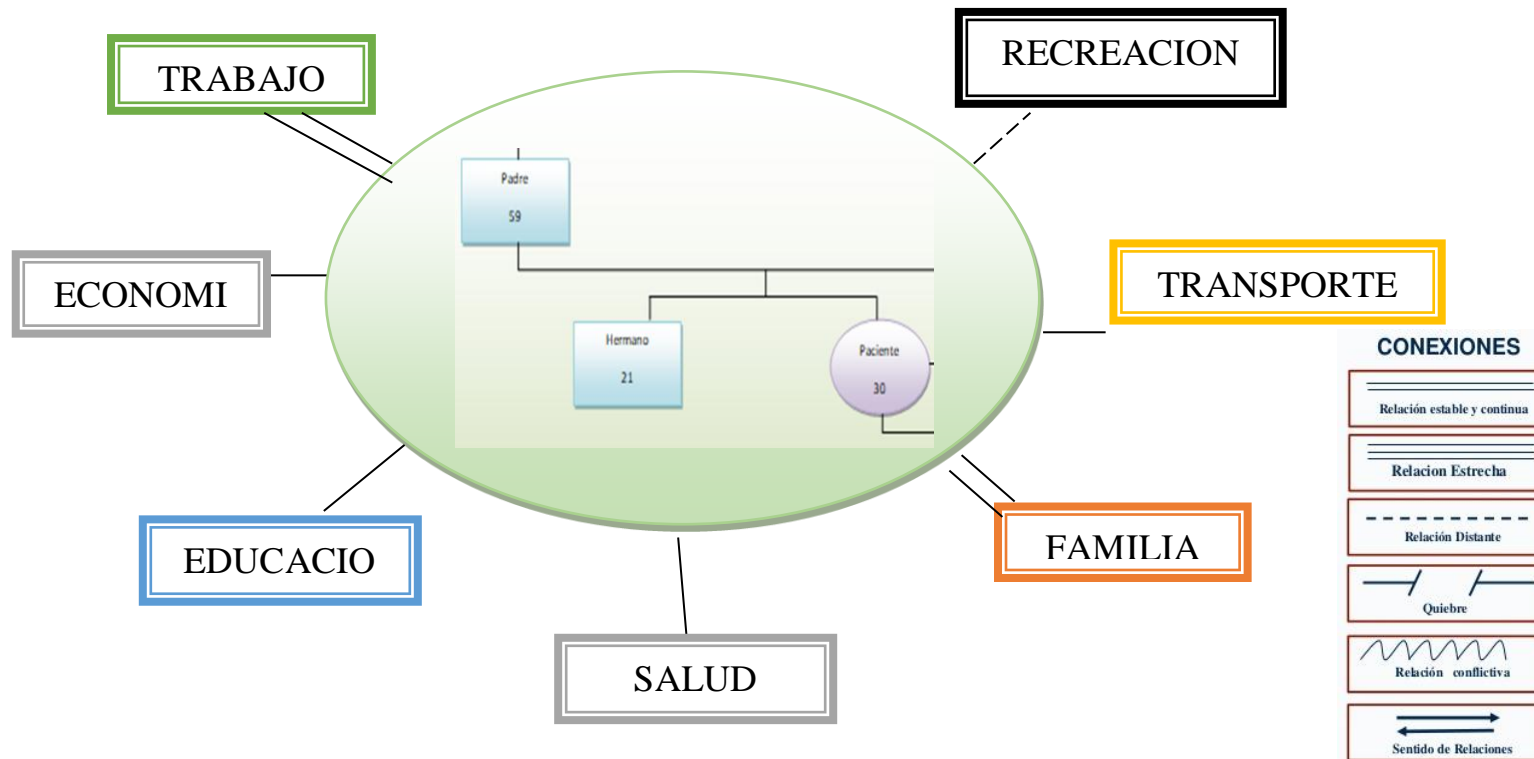 TRABAJO
RECREACION
Padre
59
ECONOMI
TRANSPORTE
Hermano
21
Paciente
30
EDUCACIO
FAMILIA
SALUD
CONEXIONES
Relación estable y continua
Relacion Estrecha
Relación Distante
Quiebre
Relación conflictiva
Sentido de Relaciones